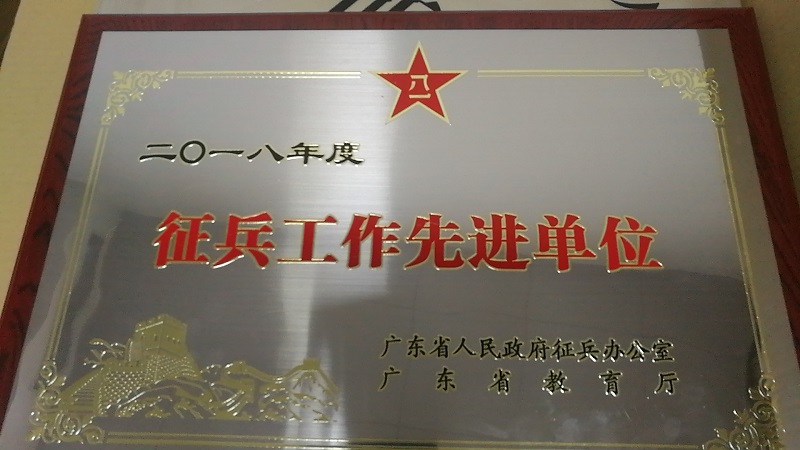 八一
二〇一八年度
征兵工作先进单位
广东省人民政府征兵办公室
广东省教育厅